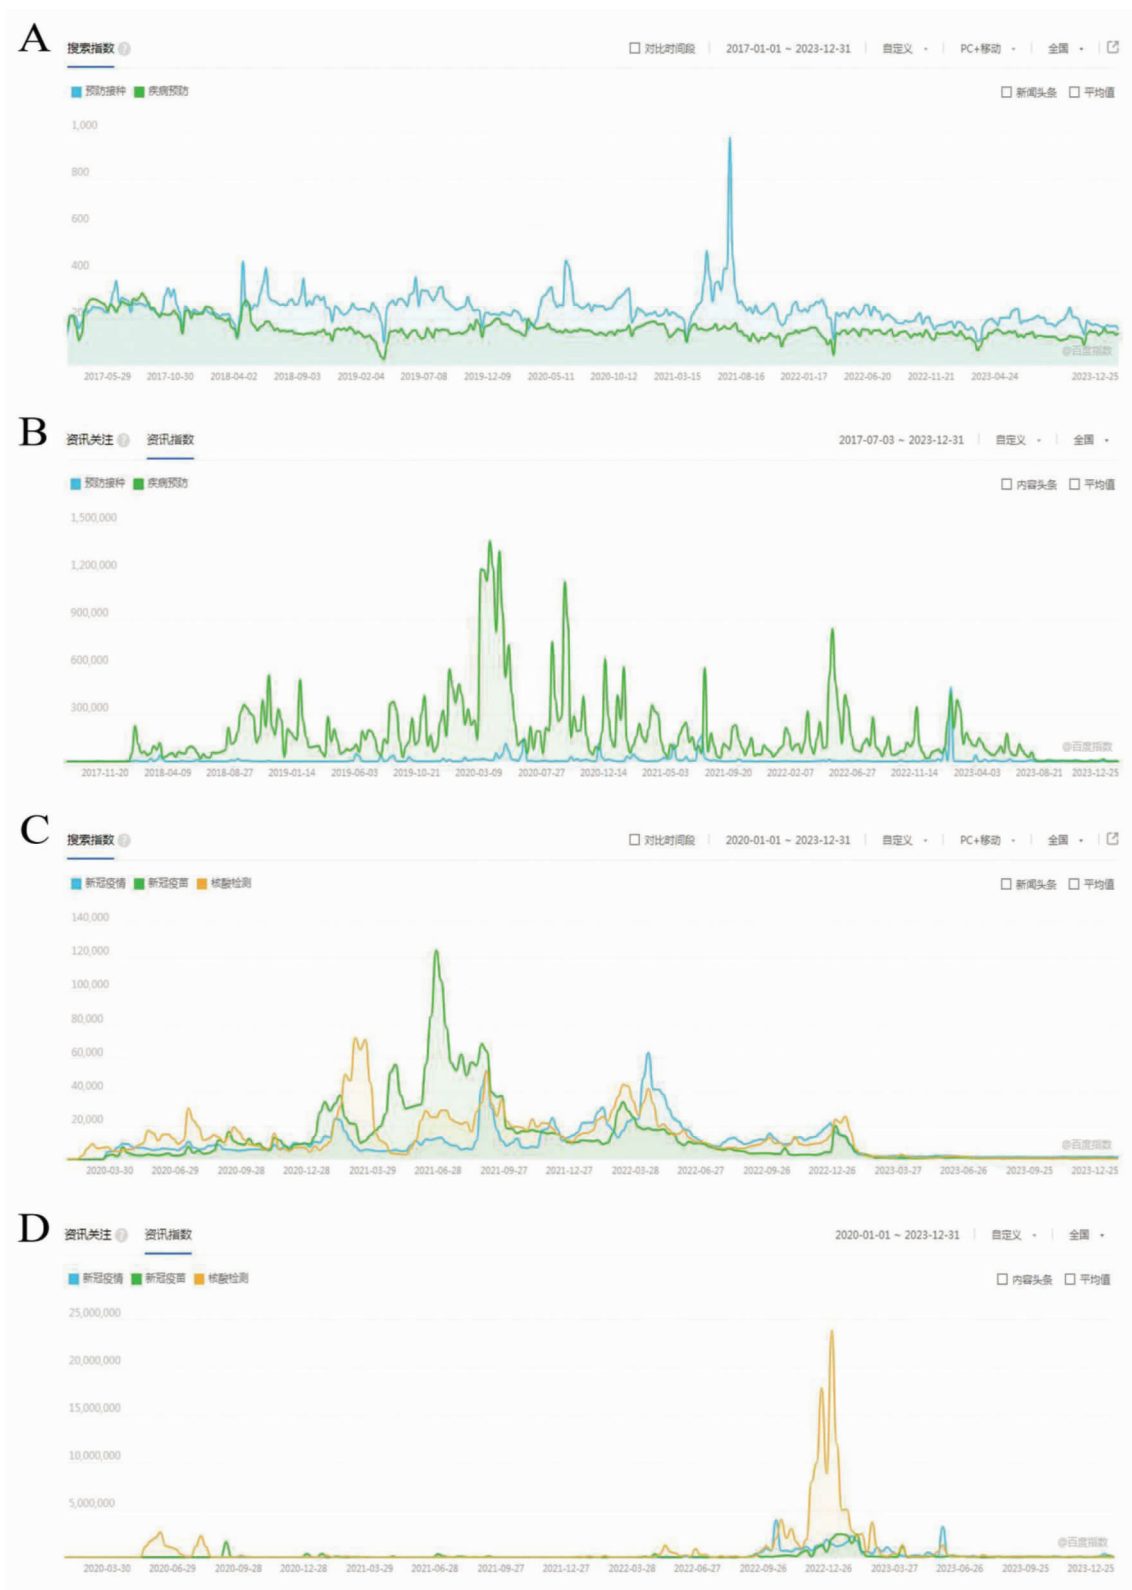 A
搜索指数 ? 对比时间段 2017-01-01 ~ 2023-12-31 自定义 PC+移动 全国
预防接种 疾病预防 新闻头条 平均值
1,000
800
600
400
20
@百度指数
2017-05-29 2017-10-30 2018-04-02 2018-09-03 2019-02-04 2019-07-08 2019-12-09 2020-05-11 2020-10-12 2021-03-15 2021-08-16 2022-01-17 2022-06-20 2022-11-21 2023-04-24 2023-12-25
B
资讯关注 ? 资讯指数 2017-07-03 ~ 2023-12-31 自定义 全国
预防接种 疾病预防 内容头条 平均值
1,500,000
1,200,000
900,000
600,000
300,000
@百度指数
2017-11-20 2018-04-09 2018-08-27 2019-01-14 2019-06-03 2019-10-21 2020-03-09 2020-07-27 2020-12-14 2021-05-03 2021-09-20 2022-02-07 2022-06-27 2022-11-14 2023-04-03 2023-08-21 2023-12-25
C
搜索指数 ? 对比时间段 2020-01-01 ~ 2023-12-31 自定义 PC+移动 全国
新冠疫情 新冠疫苗 核酸检测 新闻头条 平均值
140,000
120,000
100,000
80,000
60,000
40,000
20,000
@百度指数
2020-03-30 2020-06-29 2020-09-28 2020-12-28 2021-03-29 2021-06-28 2021-09-27 2021-12-27 2022-03-28 2022-06-27 2022-09-26 2022-12-26 2023-03-27 2023-06-26 2023-09-25 2023-12-25
D
资讯关注 ? 资讯指数 2020-01-01 ~ 2023-12-31 自定义 全国
新冠疫情 新冠疫苗 核酸检测 内容头条 平均值
25,000,000
20,000,000
15,000,000
10,000,000
5,000,000
@百度指数
2020-03-30 2020-06-29 2020-09-28 2020-12-28 2021-03-29 2021-06-28 2021-09-27 2021-12-27 2022-03-28 2022-06-27 2022-09-26 2022-12-26 2023-03-27 2023-06-26 2023-09-25 2023-12-25